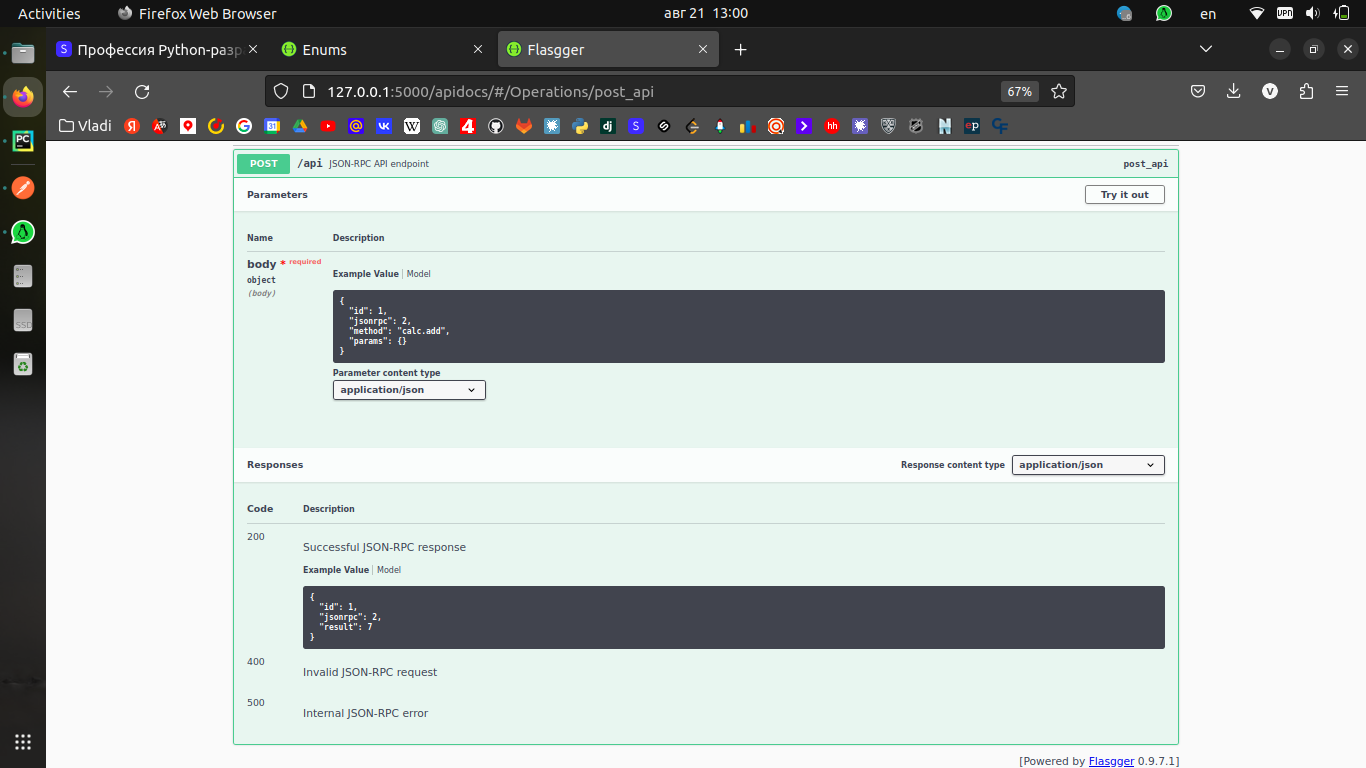 Activities Firefox Web Browser авг 21 13:00 en VPN
S Профессия Python-разр Enums Flasgger
127.0.0.1:5000/apidocs/#/Operations/post_api 67%
Vladi
POST /api JSON-RPC API endpoint post_api
Parameters Try it out
Name Description
body * required
object
(body)
Example Value | Model
{
"id": 1,
"jsonrpc": 2,
"method": "calc.add",
"params": {}
}
Parameter content type
application/json
Responses Response content type application/json
Code Description
200
Successful JSON-RPC response
Example Value | Model
{
"id": 1,
"jsonrpc": 2,
"result": 7
}
400
Invalid JSON-RPC request
500
Internal JSON-RPC error
[Powered by Flasgger 0.9.7.1]